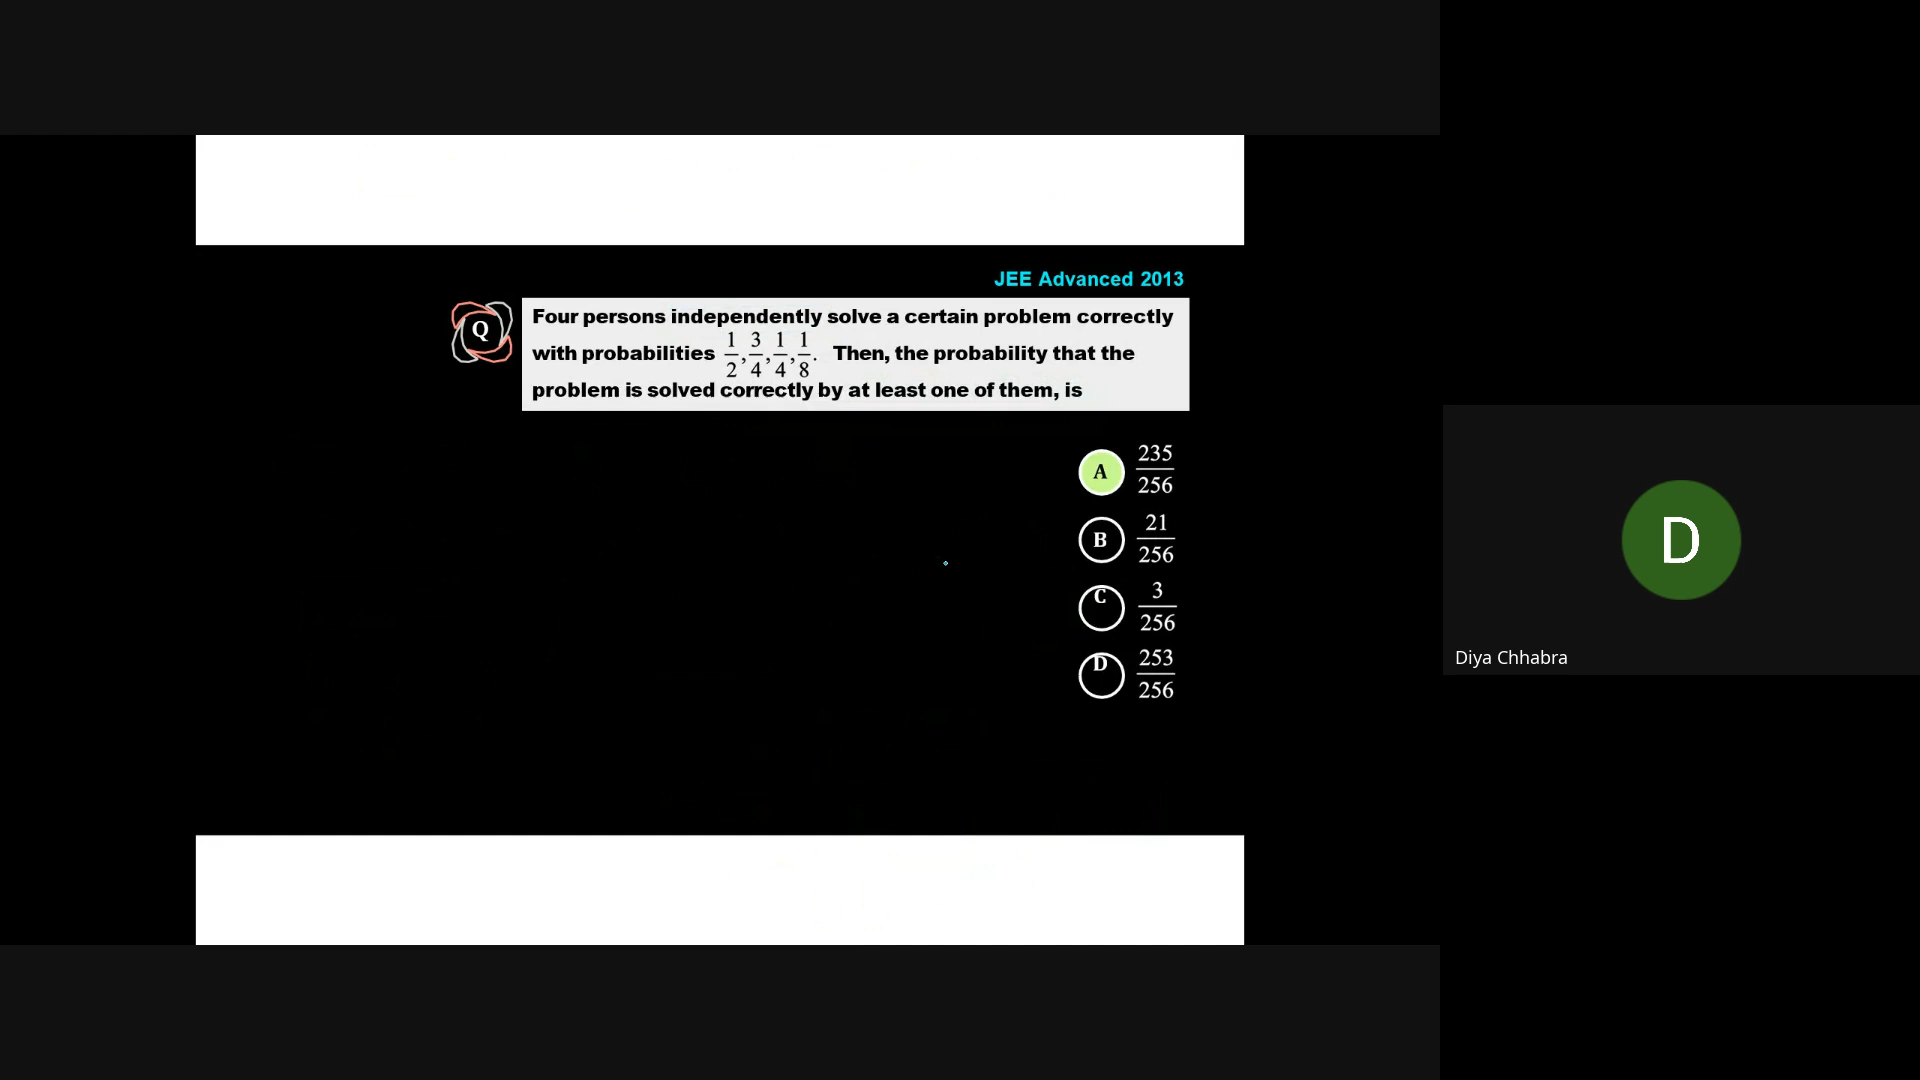 JEE Advanced 2013
Q
Four persons independently solve a certain problem correctly
with probabilities 1/2, 3/4, 1/4, 1/8. Then, the probability that the
problem is solved correctly by at least one of them, is
A 235/256
B 21/256
C 3/256
D 253/256
D
Diya Chhabra